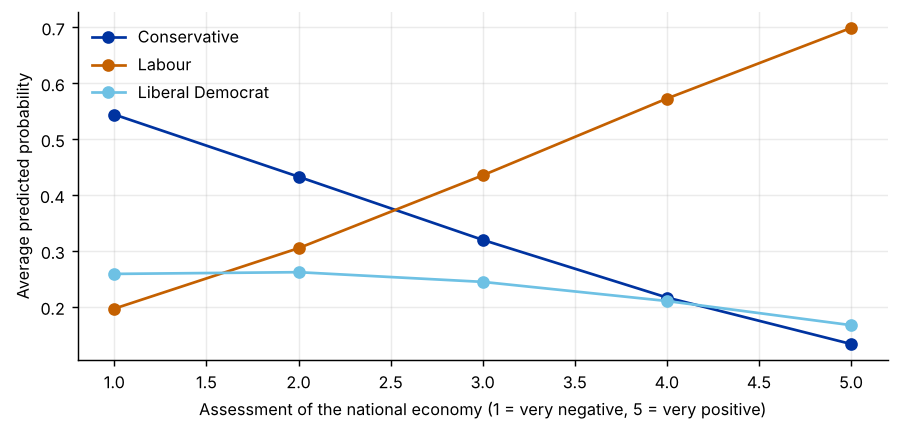 Conservative
Labour
Liberal Democrat
Average predicted probability
0.7
0.6
0.5
0.4
0.3
0.2
1.0 1.5 2.0 2.5 3.0 3.5 4.0 4.5 5.0
Assessment of the national economy (1 = very negative, 5 = very positive)